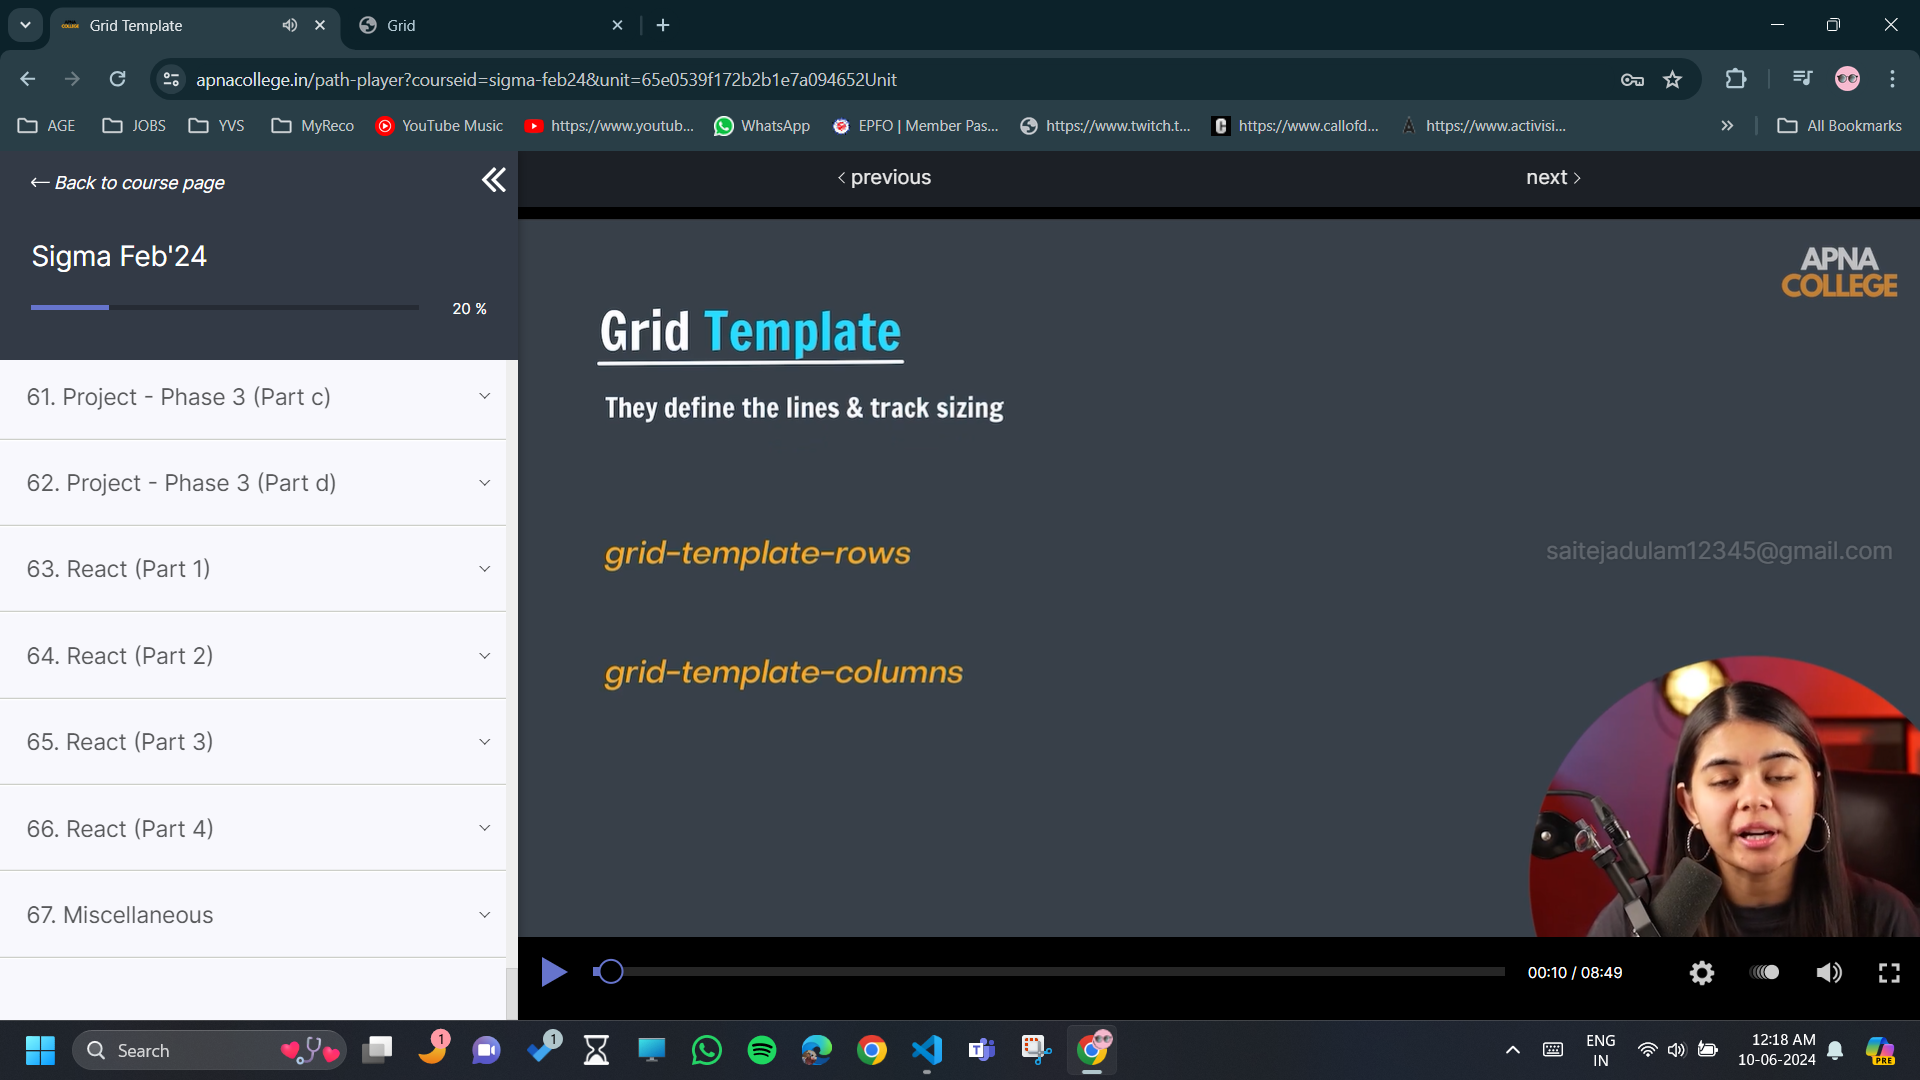 Grid Template
Grid
apnacollege.in/path-player?courseid=sigma-feb24&unit=65e0539f172b2b1e7a094652Unit
AGE
JOBS
YVS
MyReco
YouTube Music
https://www.youtub...
WhatsApp
EPFO | Member Pas...
https://www.twitch.t...
https://www.callofd...
https://www.activisi...
All Bookmarks
← Back to course page
‹ previous
next ›
Sigma Feb'24
20 %
61. Project - Phase 3 (Part c)
62. Project - Phase 3 (Part d)
63. React (Part 1)
64. React (Part 2)
65. React (Part 3)
66. React (Part 4)
67. Miscellaneous
APNA
COLLEGE
Grid Template
They define the lines & track sizing
grid-template-rows
grid-template-columns
saitejadulam12345@gmail.com
00:10 / 08:49
Search
1
1
ENG
IN
12:18 AM
10-06-2024
PRE